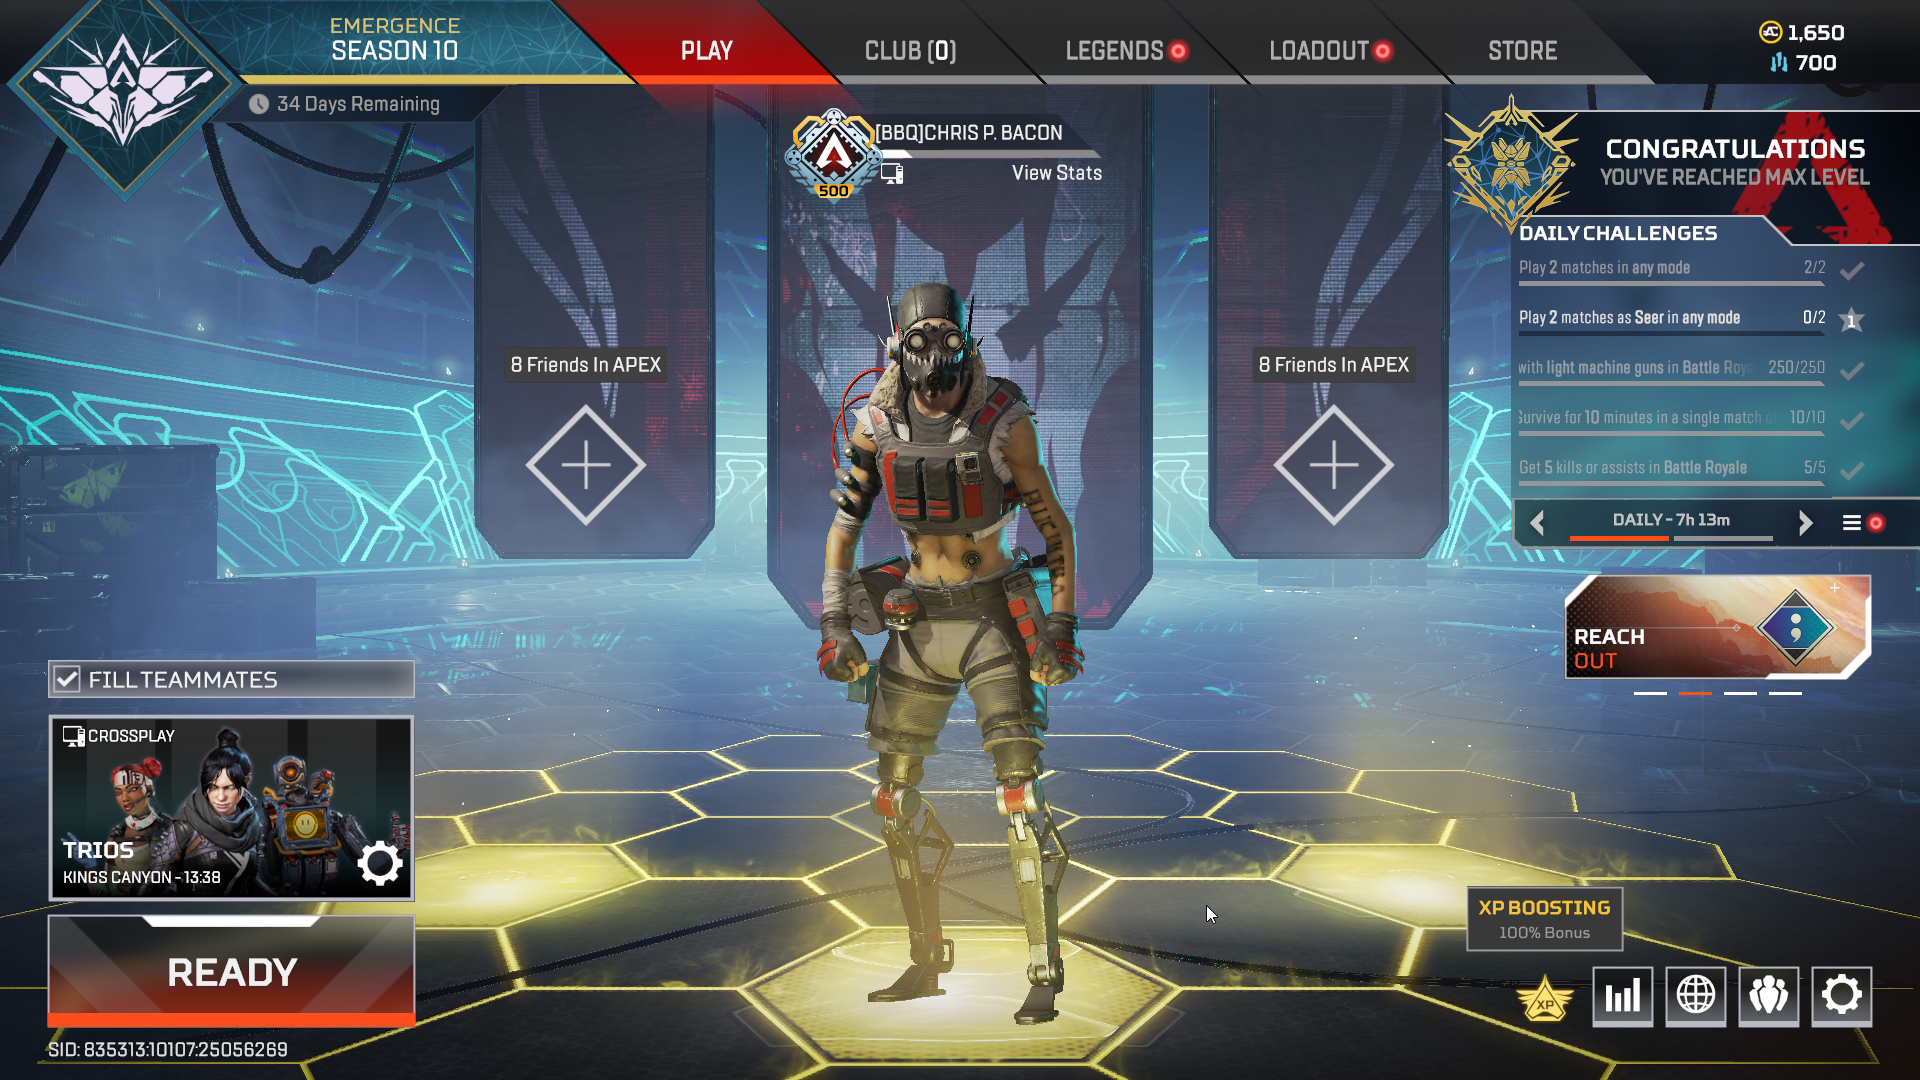 EMERGENCE
SEASON 10
PLAY
CLUB (0)
LEGENDS
LOADOUT
STORE
1,650
700
34 Days Remaining
[BBQ]CHRIS P. BACON
View Stats
500
CONGRATULATIONS
YOU'VE REACHED MAX LEVEL
DAILY CHALLENGES
Play 2 matches in any mode 2/2
Play 2 matches as Seer in any mode 0/2
1
with light machine guns in Battle Roya 250/250
Survive for 10 minutes in a single match 10/10
Get 5 kills or assists in Battle Royale 5/5
DAILY - 7h 13m
8 Friends In APEX
8 Friends In APEX
REACH
OUT
FILL TEAMMATES
CROSSPLAY
TRIOS
KINGS CANYON - 13:38
READY
XP BOOSTING
100% Bonus
XP
SID: 835313:10107:25056269